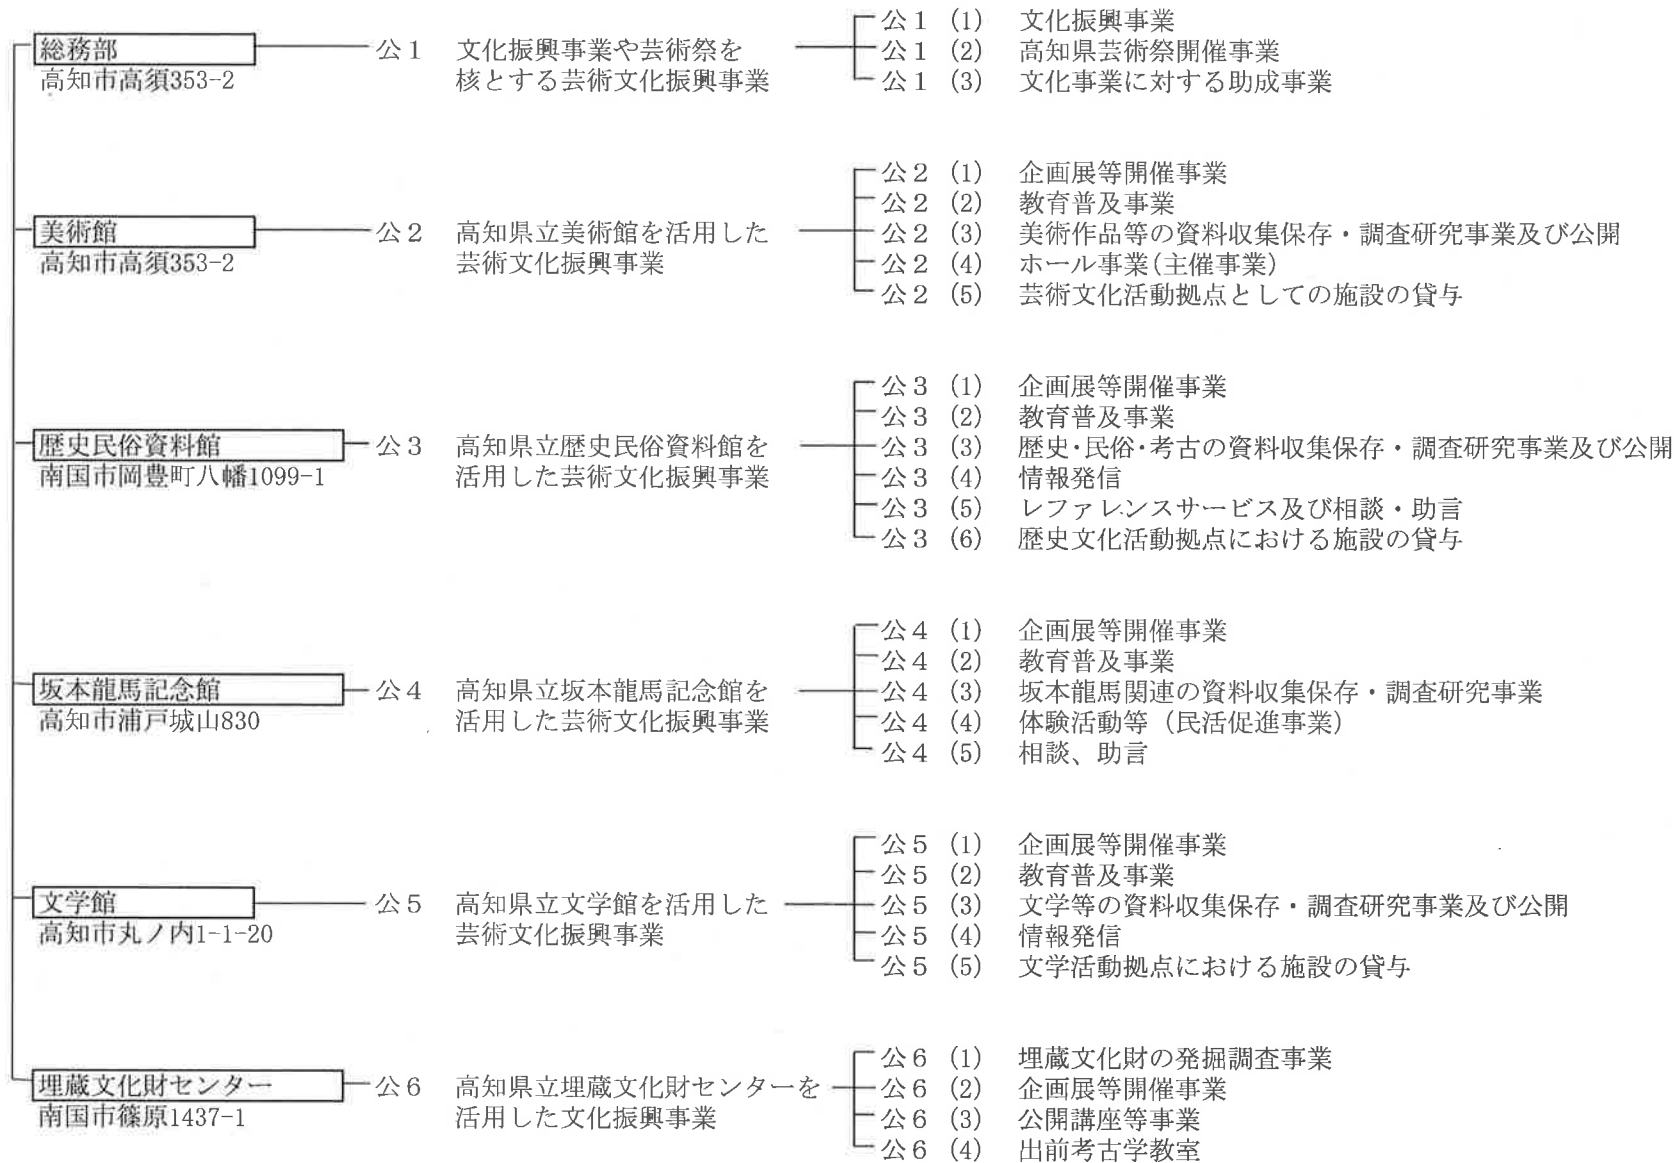 総務部
高知市高須353-2
公1 文化振興事業や芸術祭を
核とする芸術文化振興事業
公1 (1) 文化振興事業
公1 (2) 高知県芸術祭開催事業
公1 (3) 文化事業に対する助成事業
美術館
高知市高須353-2
公2 高知県立美術館を活用した
芸術文化振興事業
公2 (1) 企画展等開催事業
公2 (2) 教育普及事業
公2 (3) 美術作品等の資料収集保存・調査研究事業及び公開
公2 (4) ホール事業(主催事業)
公2 (5) 芸術文化活動拠点としての施設の貸与
歴史民俗資料館
南国市岡豊町八幡1099-1
公3 高知県立歴史民俗資料館を
活用した芸術文化振興事業
公3 (1) 企画展等開催事業
公3 (2) 教育普及事業
公3 (3) 歴史・民俗・考古の資料収集保存・調査研究事業及び公開
公3 (4) 情報発信
公3 (5) レファレンスサービス及び相談・助言
公3 (6) 歴史文化活動拠点における施設の貸与
坂本龍馬記念館
高知市浦戸城山830
公4 高知県立坂本龍馬記念館を
活用した芸術文化振興事業
公4 (1) 企画展等開催事業
公4 (2) 教育普及事業
公4 (3) 坂本龍馬関連の資料収集保存・調査研究事業
公4 (4) 体験活動等（民活促進事業）
公4 (5) 相談、助言
文学館
高知市丸ノ内1-1-20
公5 高知県立文学館を活用した
芸術文化振興事業
公5 (1) 企画展等開催事業
公5 (2) 教育普及事業
公5 (3) 文学等の資料収集保存・調査研究事業及び公開
公5 (4) 情報発信
公5 (5) 文学活動拠点における施設の貸与
埋蔵文化財センター
南国市篠原1437-1
公6 高知県立埋蔵文化財センターを
活用した文化振興事業
公6 (1) 埋蔵文化財の発掘調査事業
公6 (2) 企画展等開催事業
公6 (3) 公開講座等事業
公6 (4) 出前考古学教室